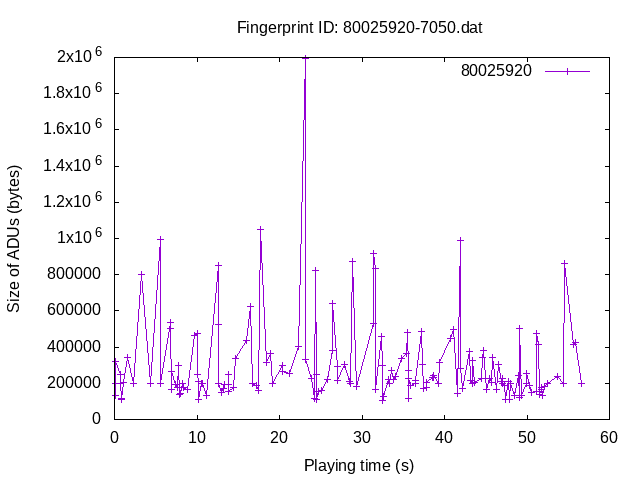 Fingerprint ID: 80025920-7050.dat
80025920
2x10^6
1.8x10^6
1.6x10^6
1.4x10^6
1.2x10^6
1x10^6
800000
600000
400000
200000
0
Size of ADUs (bytes)
0 10 20 30 40 50 60
Playing time (s)